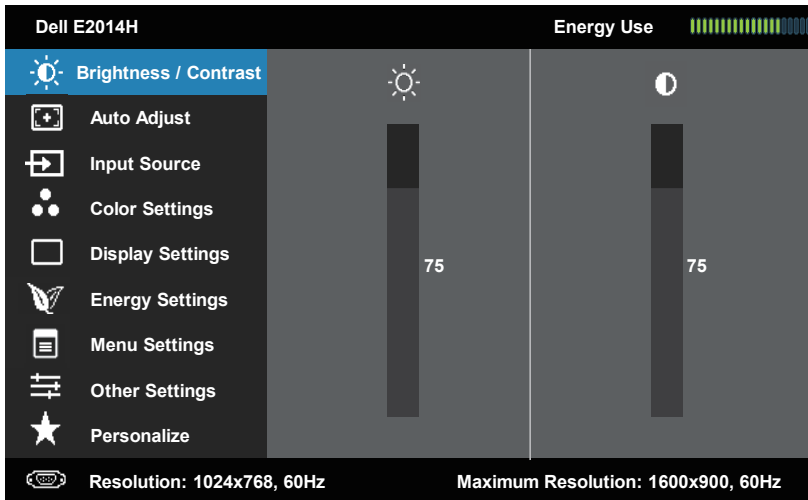 Dell E2014H Energy Use
Brightness / Contrast
Auto Adjust
Input Source
Color Settings
Display Settings
75 75
Energy Settings
Menu Settings
Other Settings
Personalize
Resolution: 1024x768, 60Hz Maximum Resolution: 1600x900, 60Hz